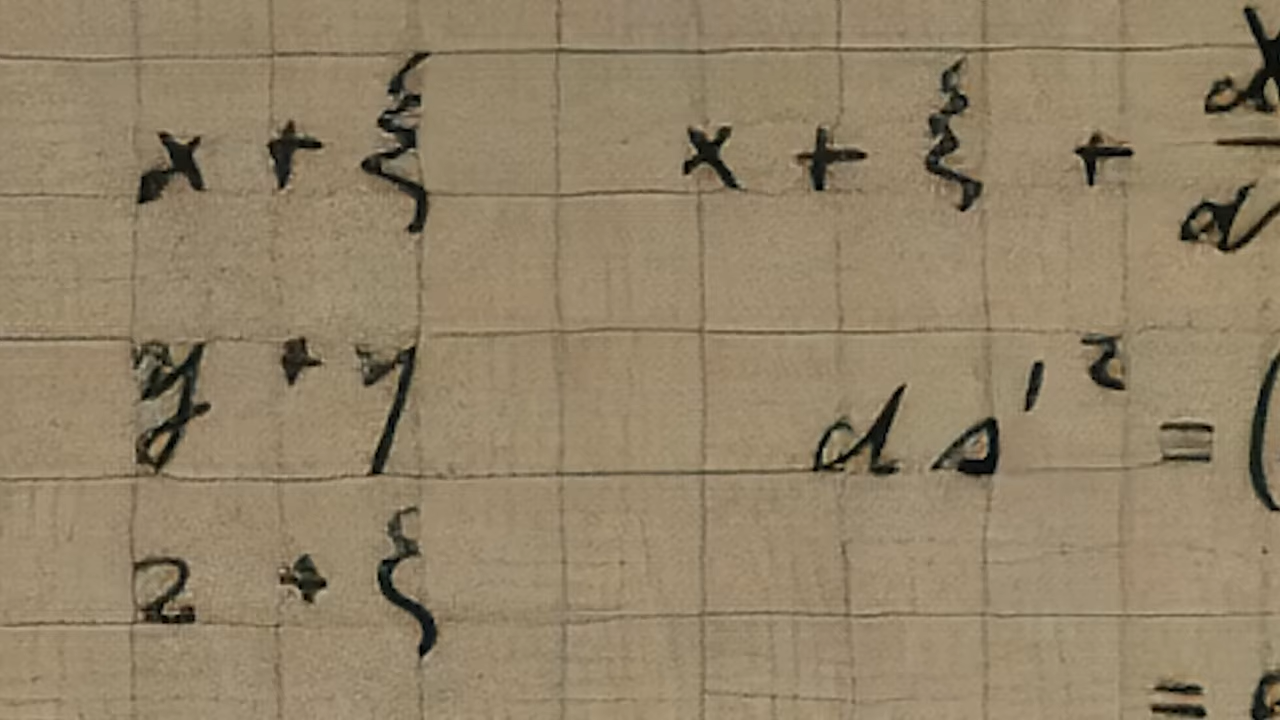 x + ξ x + ξ +
y + η
ds'² = (
z + ζ
=